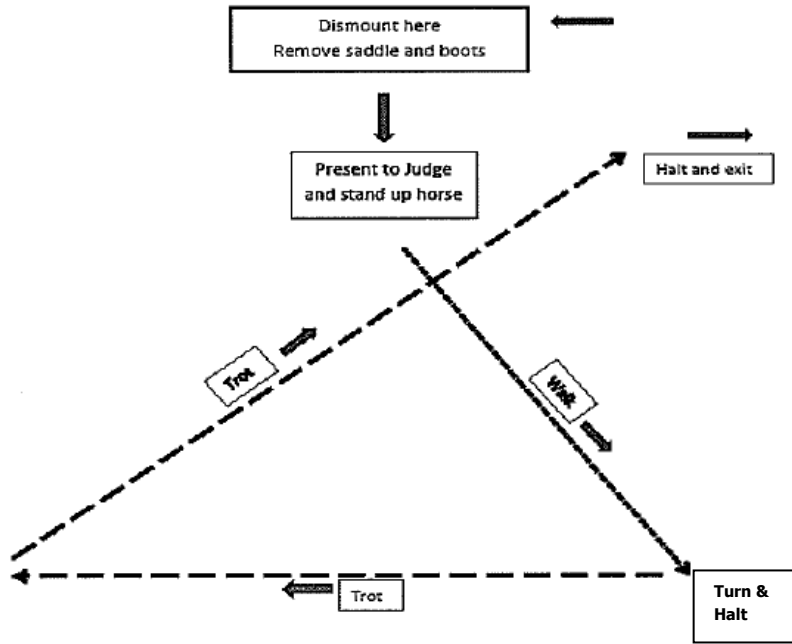 Dismount here
Remove saddle and boots
Present to Judge
and stand up horse
Halt and exit
Trot
Walk
Trot
Turn &
Halt